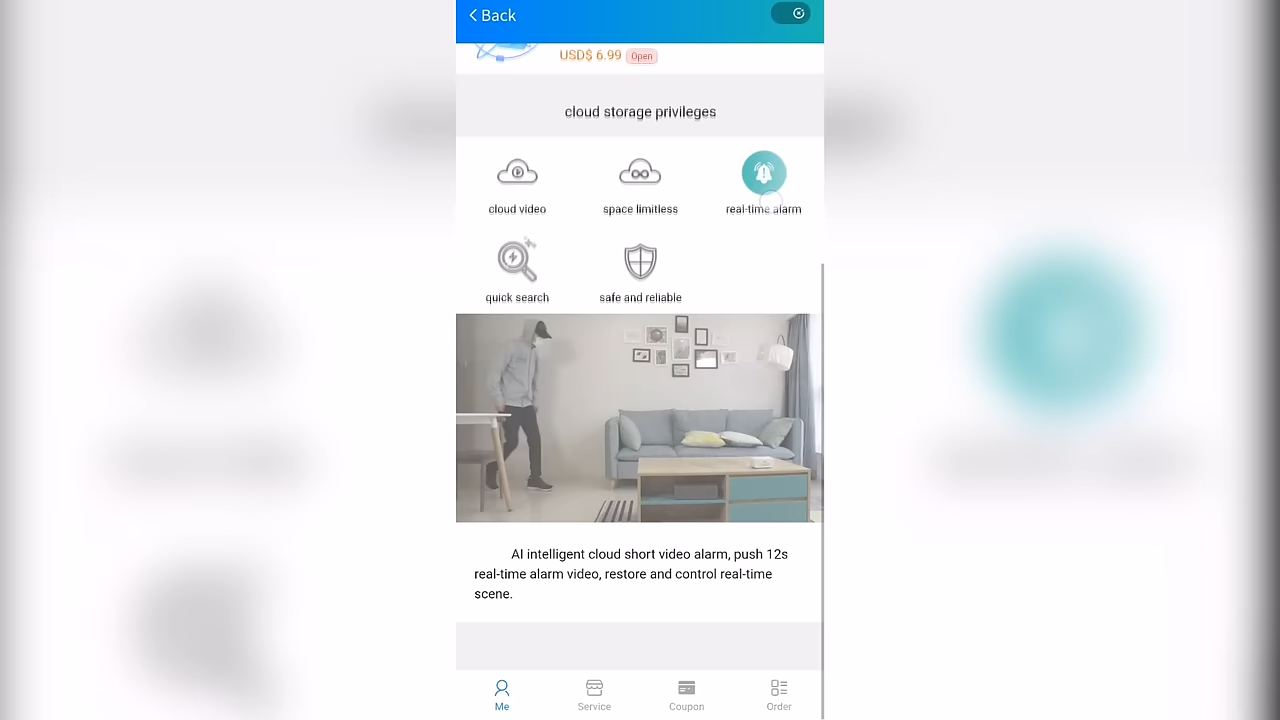 Back
USD$ 6.99 Open
cloud storage privileges
cloud video
space limitless
real-time alarm
quick search
safe and reliable
AI intelligent cloud short video alarm, push 12s
real-time alarm video, restore and control real-time
scene.
Me
Service
Coupon
Order